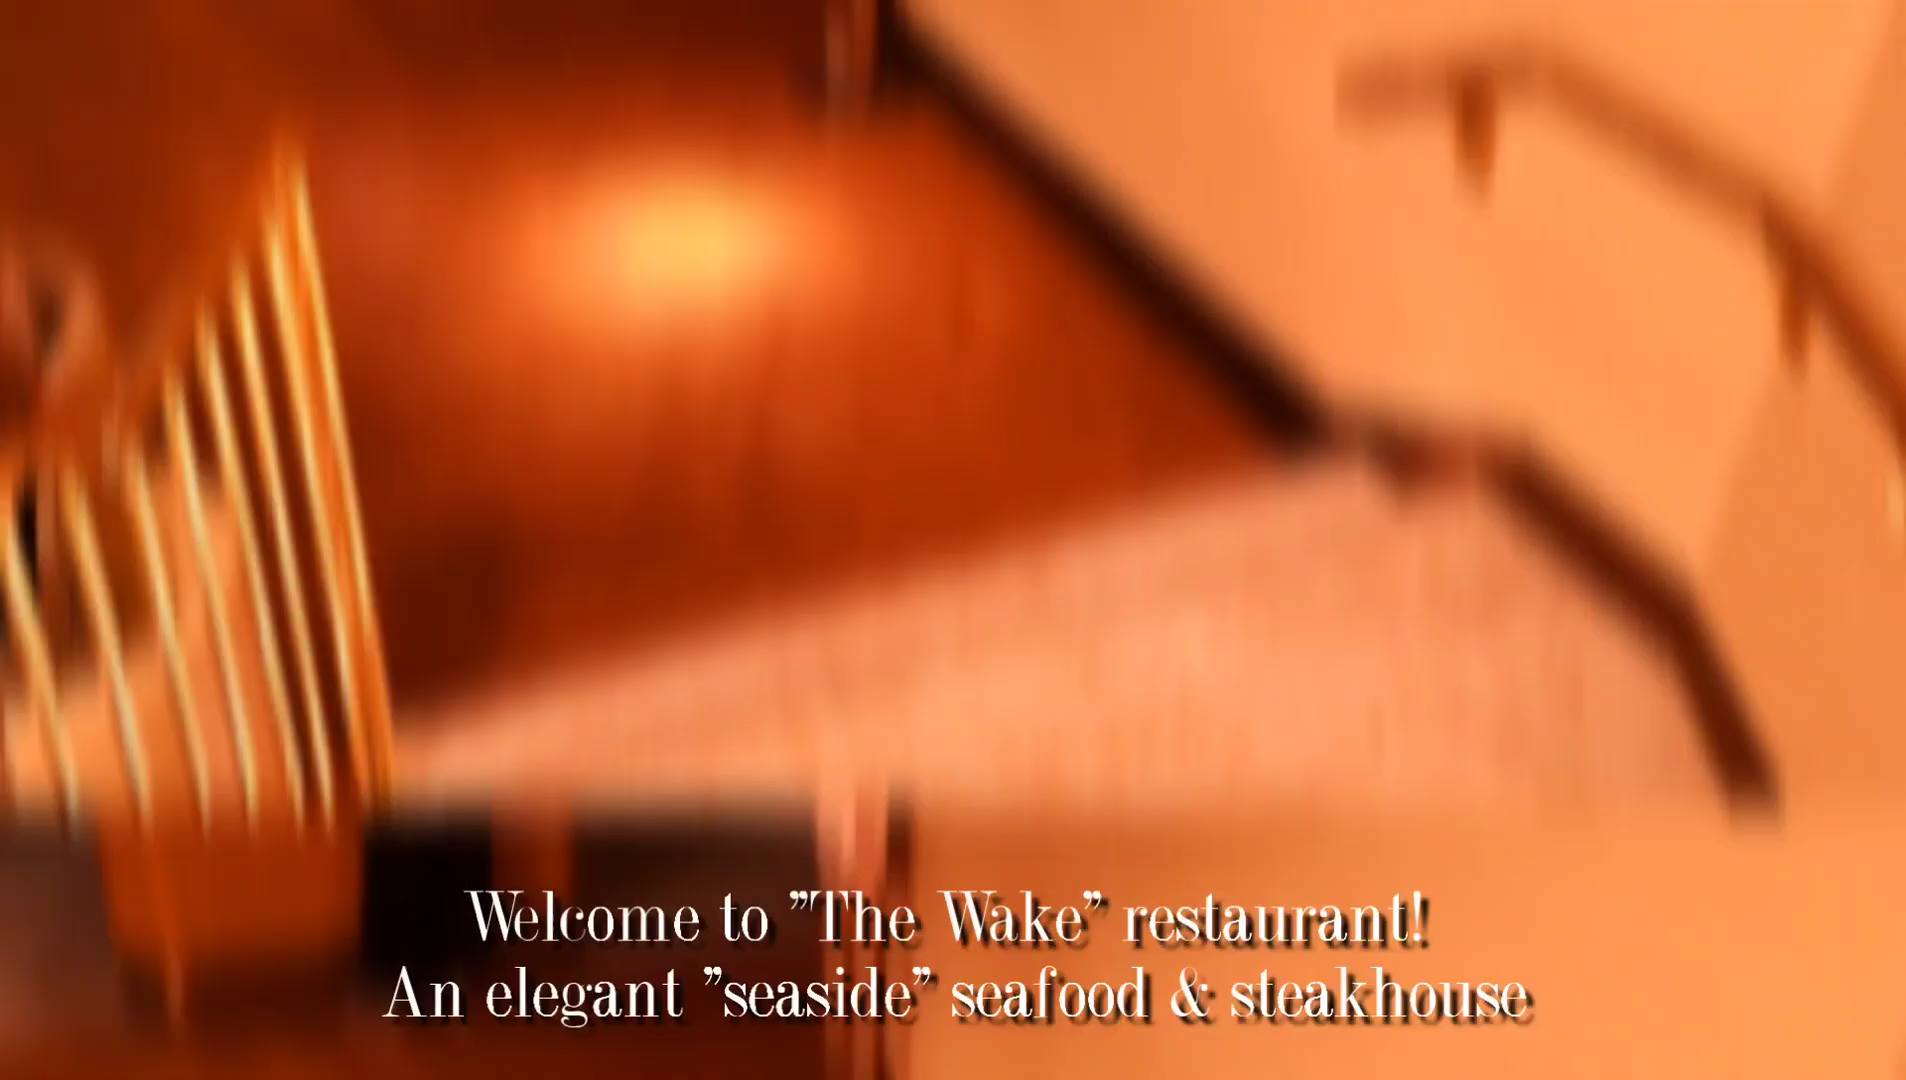 Welcome to "The Wake" restaurant!
An elegant "seaside" seafood & steakhouse